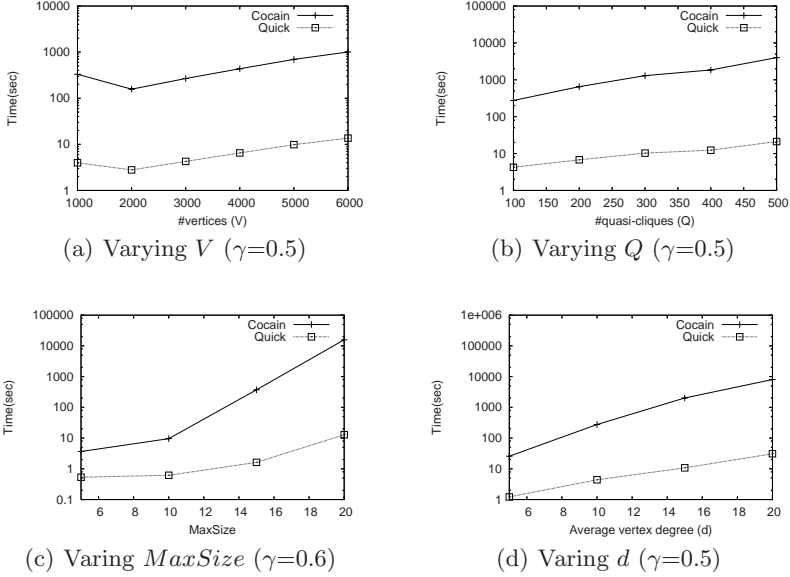 10000
1000
100
10
1
Time(sec)
Cocain
Quick
1000 2000 3000 4000 5000 6000
#vertices (V)
(a) Varying V (γ=0.5)
100000
10000
1000
100
10
1
Time(sec)
Cocain
Quick
100 150 200 250 300 350 400 450 500
#quasi-cliques (Q)
(b) Varying Q (γ=0.5)
100000
10000
1000
100
10
1
0.1
Time(sec)
Cocain
Quick
6 8 10 12 14 16 18 20
MaxSize
(c) Varing MaxSize (γ=0.6)
1e+006
100000
10000
1000
100
10
1
Time(sec)
Cocain
Quick
6 8 10 12 14 16 18 20
Average vertex degree (d)
(d) Varing d (γ=0.5)